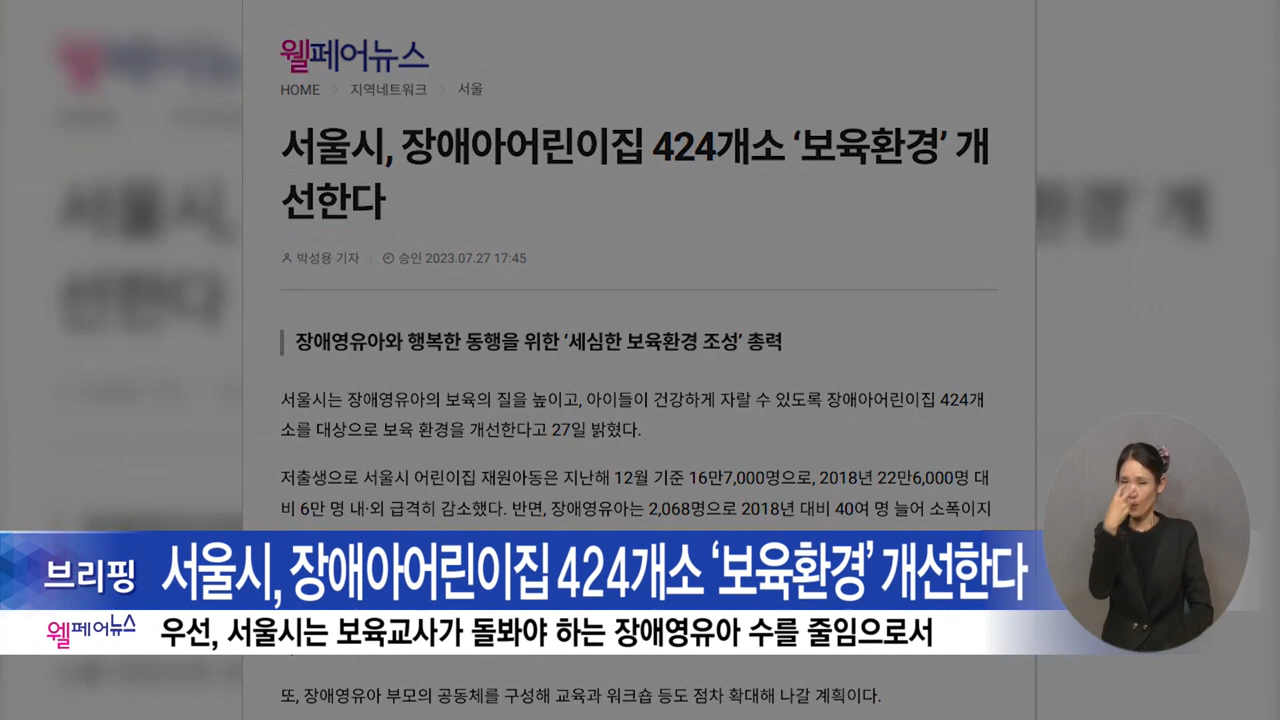 웰페어뉴스
HOME > 지역네트워크 > 서울
서울시, 장애아어린이집 424개소 ‘보육환경’ 개
선한다
박성용 기자 | 승인 2023.07.27 17:45
장애영유아와 행복한 동행을 위한 ‘세심한 보육환경 조성’ 총력
서울시는 장애영유아의 보육의 질을 높이고, 아이들이 건강하게 자랄 수 있도록 장애아어린이집 424개
소를 대상으로 보육 환경을 개선한다고 27일 밝혔다.
저출생으로 서울시 어린이집 재원아동은 지난해 12월 기준 16만7,000명으로, 2018년 22만6,000명 대
비 6만 명 내·외 급격히 감소했다. 반면, 장애영유아는 2,068명으로 2018년 대비 40여 명 늘어 소폭이지
브리핑 서울시, 장애아어린이집 424개소 ‘보육환경’ 개선한다
웰페어뉴스 우선, 서울시는 보육교사가 돌봐야 하는 장애영유아 수를 줄임으로서
또, 장애영유아 부모의 공동체를 구성해 교육과 워크숍 등도 점차 확대해 나갈 계획이다.